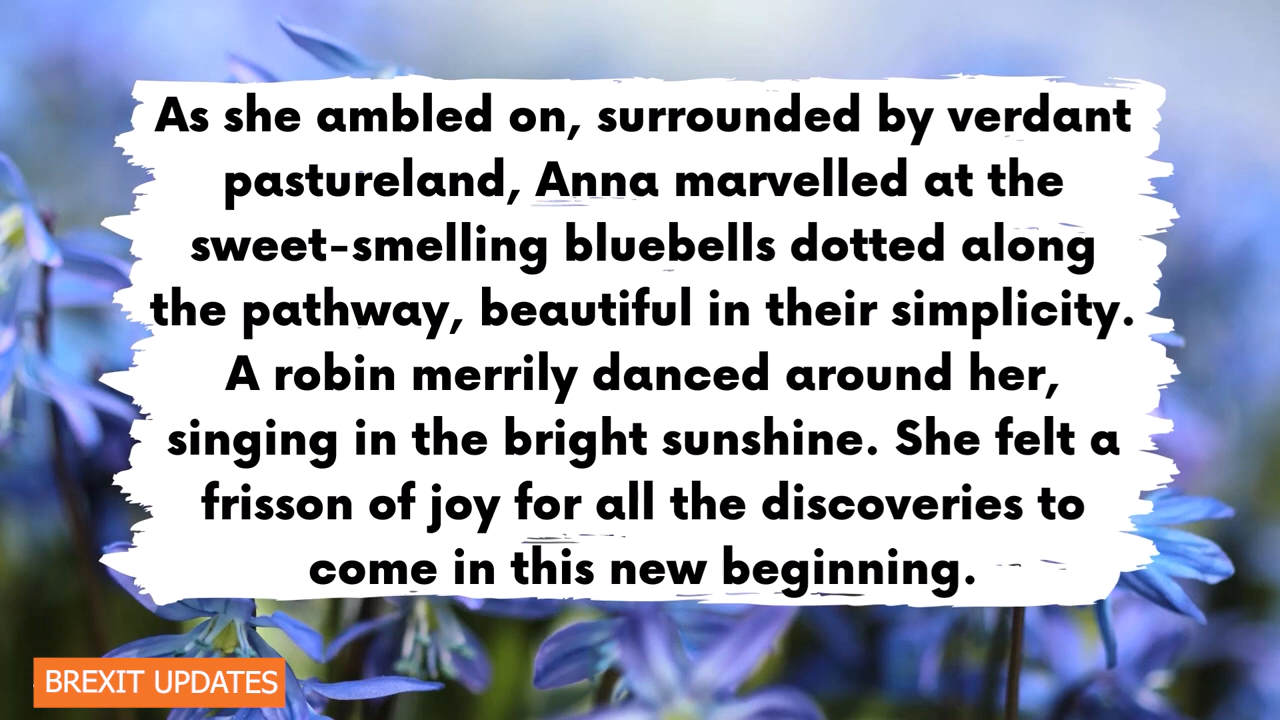 As she ambled on, surrounded by verdant
pastureland, Anna marvelled at the
sweet-smelling bluebells dotted along
the pathway, beautiful in their simplicity.
A robin merrily danced around her,
singing in the bright sunshine. She felt a
frisson of joy for all the discoveries to
come in this new beginning.
BREXIT UPDATES